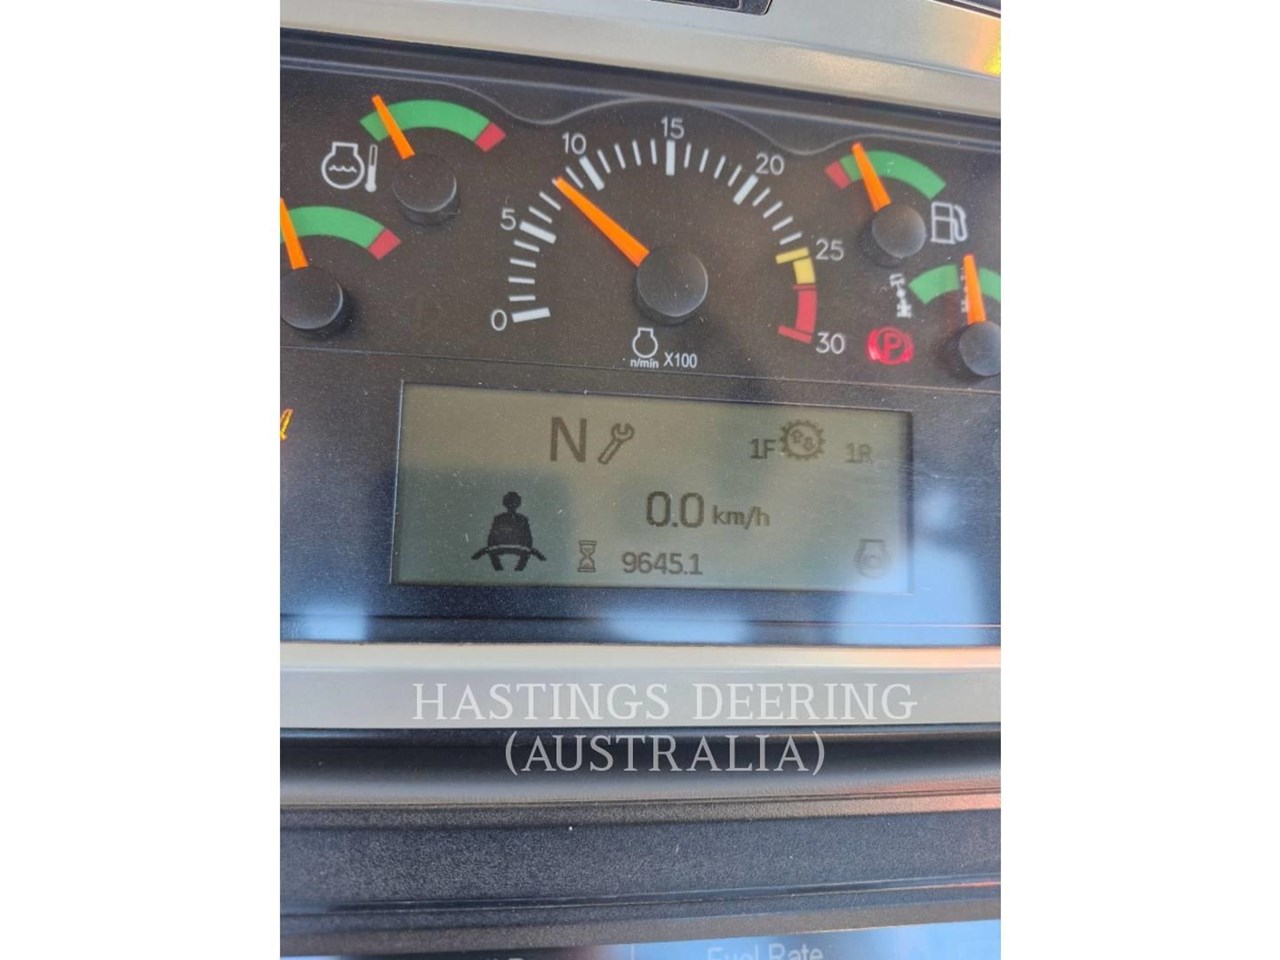 15
10
20
5
25
0
30
n/min X100
P
N
1F 1R
0.0 km/h
9645.1
HASTINGS DEERING
(AUSTRALIA)
Fuel Rate